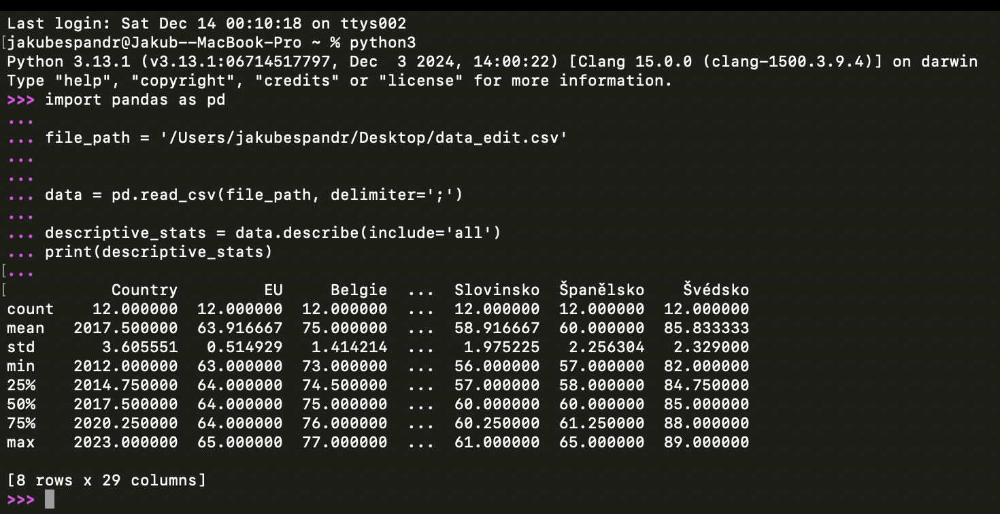 Last login: Sat Dec 14 00:10:18 on ttys002
[jakubespandr@Jakub--MacBook-Pro ~ % python3
Python 3.13.1 (v3.13.1:06714517797, Dec  3 2024, 14:00:22) [Clang 15.0.0 (clang-1500.3.9.4)] on darwin
Type "help", "copyright", "credits" or "license" for more information.
>>> import pandas as pd
...
... file_path = '/Users/jakubespandr/Desktop/data_edit.csv'
...
...
... data = pd.read_csv(file_path, delimiter=';')
...
... descriptive_stats = data.describe(include='all')
... print(descriptive_stats)
[...
[           Country         EU     Belgie  ...  Slovinsko  Španělsko    Švédsko
count    12.000000  12.000000  12.000000  ...  12.000000  12.000000  12.000000
mean   2017.500000  63.916667  75.000000  ...  58.916667  60.000000  85.833333
std       3.605551   0.514929   1.414214  ...   1.975225   2.256304   2.329000
min    2012.000000  63.000000  73.000000  ...  56.000000  57.000000  82.000000
25%    2014.750000  64.000000  74.500000  ...  57.000000  58.000000  84.750000
50%    2017.500000  64.000000  75.000000  ...  60.000000  60.000000  85.000000
75%    2020.250000  64.000000  76.000000  ...  60.250000  61.250000  88.000000
max    2023.000000  65.000000  77.000000  ...  61.000000  65.000000  89.000000
[8 rows x 29 columns]
>>>